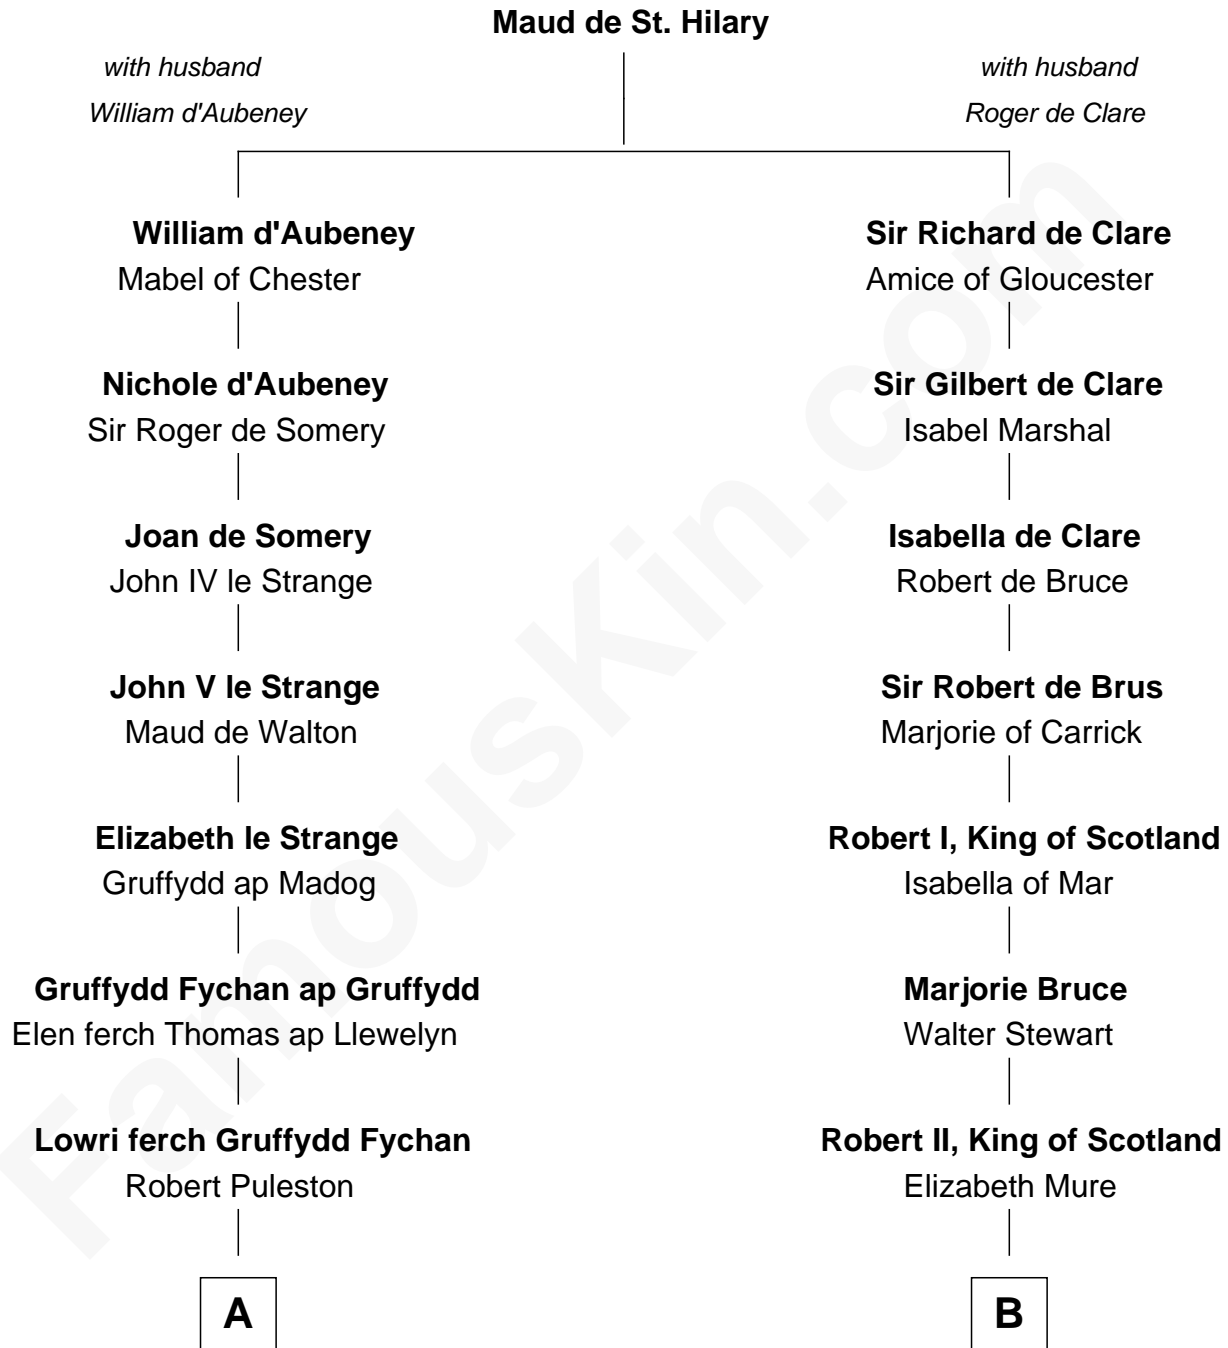 Maud de St. Hilary
with husband
William d'Aubeney
with husband
Roger de Clare
William d'Aubeney
Mabel of Chester
Sir Richard de Clare
Amice of Gloucester
Nichole d'Aubeney
Sir Roger de Somery
Sir Gilbert de Clare
Isabel Marshal
Joan de Somery
John IV le Strange
Isabella de Clare
Robert de Bruce
John V le Strange
Maud de Walton
Sir Robert de Brus
Marjorie of Carrick
Elizabeth le Strange
Gruffydd ap Madog
Robert I, King of Scotland
Isabella of Mar
Gruffydd Fychan ap Gruffydd
Elen ferch Thomas ap Llewelyn
Marjorie Bruce
Walter Stewart
Lowri ferch Gruffydd Fychan
Robert Puleston
Robert II, King of Scotland
Elizabeth Mure
A
B
FamousKin.com